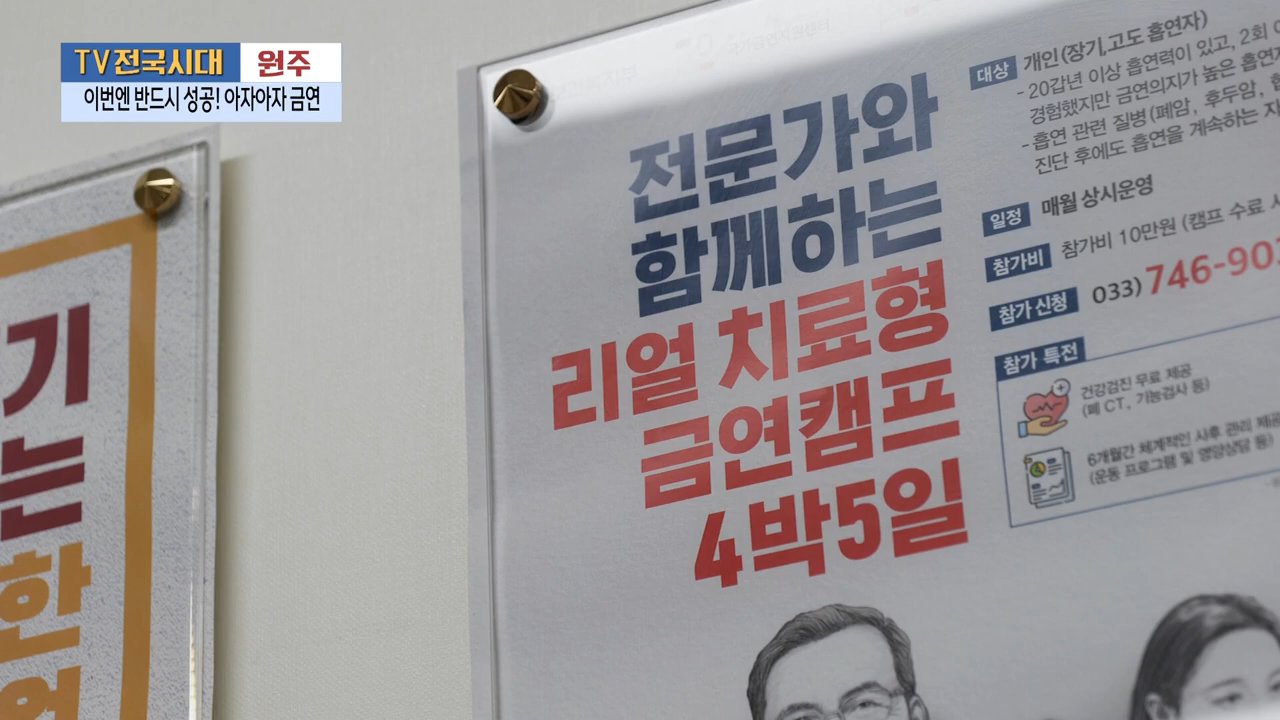 TV전국시대 원주
이번엔 반드시 성공! 아자아자 금연
기
는
한
전문가와
함께하는
리얼 치료형
금연캠프
4박5일
대상 개인(장기,고도 흡연자)
- 20갑년 이상 흡연력이 있고, 2회
경험했지만 금연의지가 높은
- 흡연 관련 질병(폐암, 후두암,
진단 후에도 흡연을 계속하는
일정 매월 상시운영
참가비 참가비 10만원 (캠프 수료
참가 신청 033) 746-90
참가 특전
건강검진 무료 제공
(폐 CT, 기능검사 등)
6개월간 체계적인 사후 관리 제공
(운동 프로그램 및 영양상담 등)